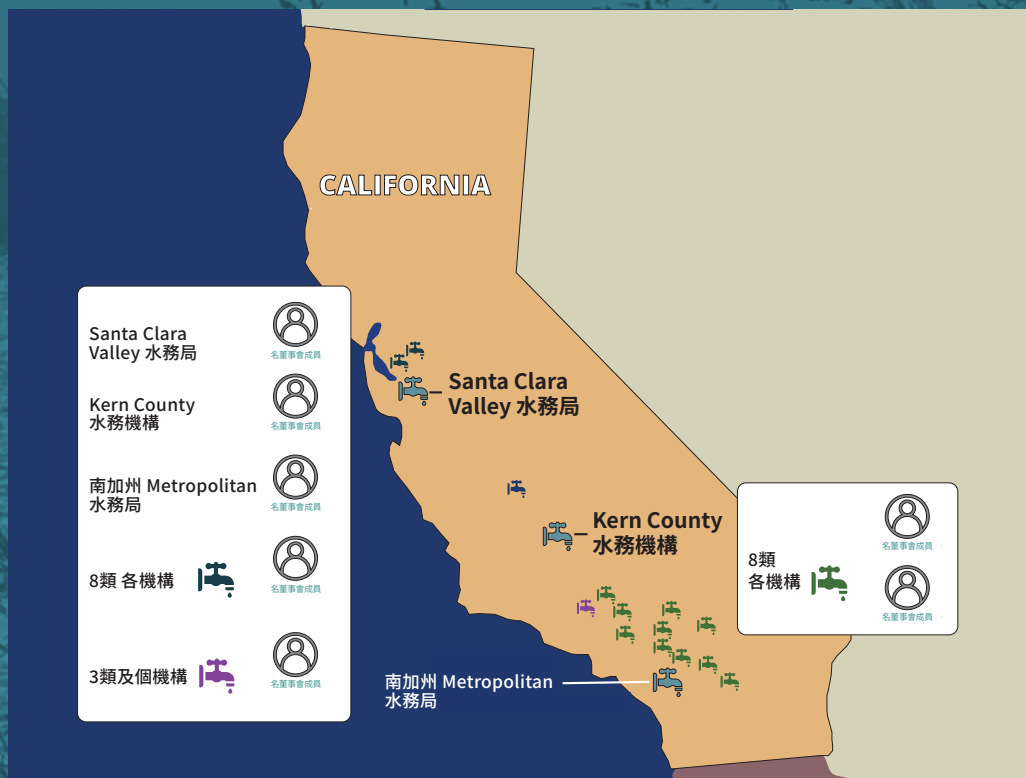 CALIFORNIA
Santa Clara
Valley 水務局
名董事會成員
Kern County
水務機構
名董事會成員
南加州 Metropolitan
水務局
名董事會成員
8類 各機構
名董事會成員
3類及個機構
名董事會成員
Santa Clara
Valley 水務局
Kern County
水務機構
南加州 Metropolitan
水務局
8類
各機構
名董事會成員
名董事會成員